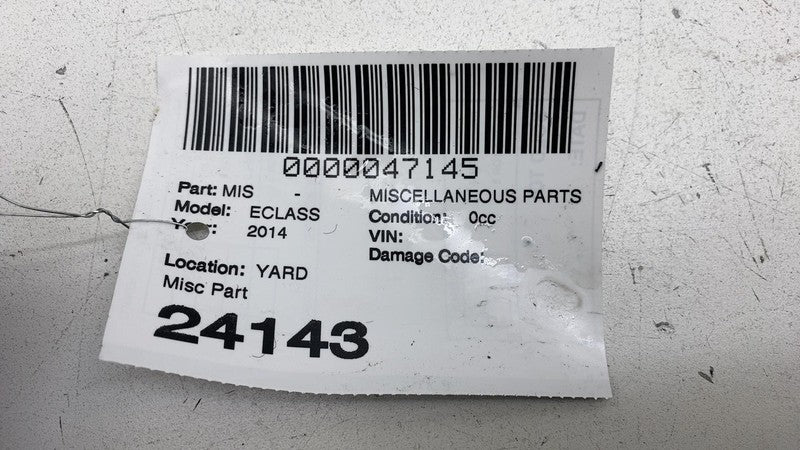 0000047145
Part: MIS - MISCELLANEOUS PARTS
Model: ECLASS Condition: 0cc
2014 VIN:
Damage Code:
Location: YARD
Misc Part
24143